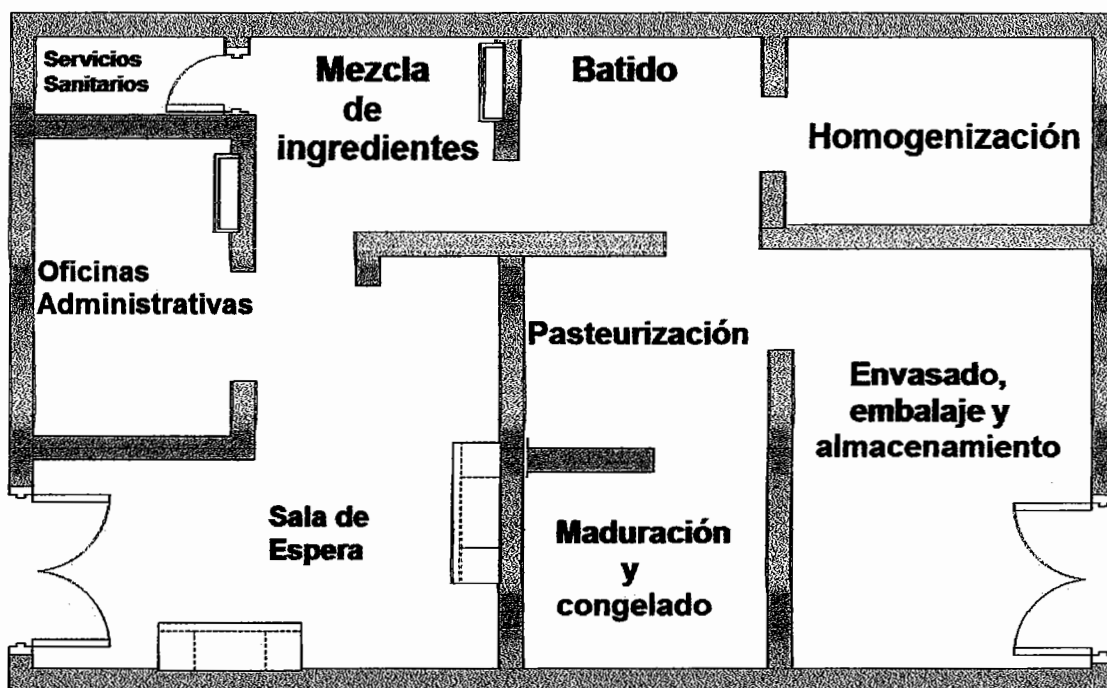 Servicios
Sanitarios
Mezcla
de
ingredientes
Batido
Homogenización
Oficinas
Administrativas
Pasteurización
Envasado,
embalaje y
almacenamiento
Sala de
Espera
Maduración
y
congelado